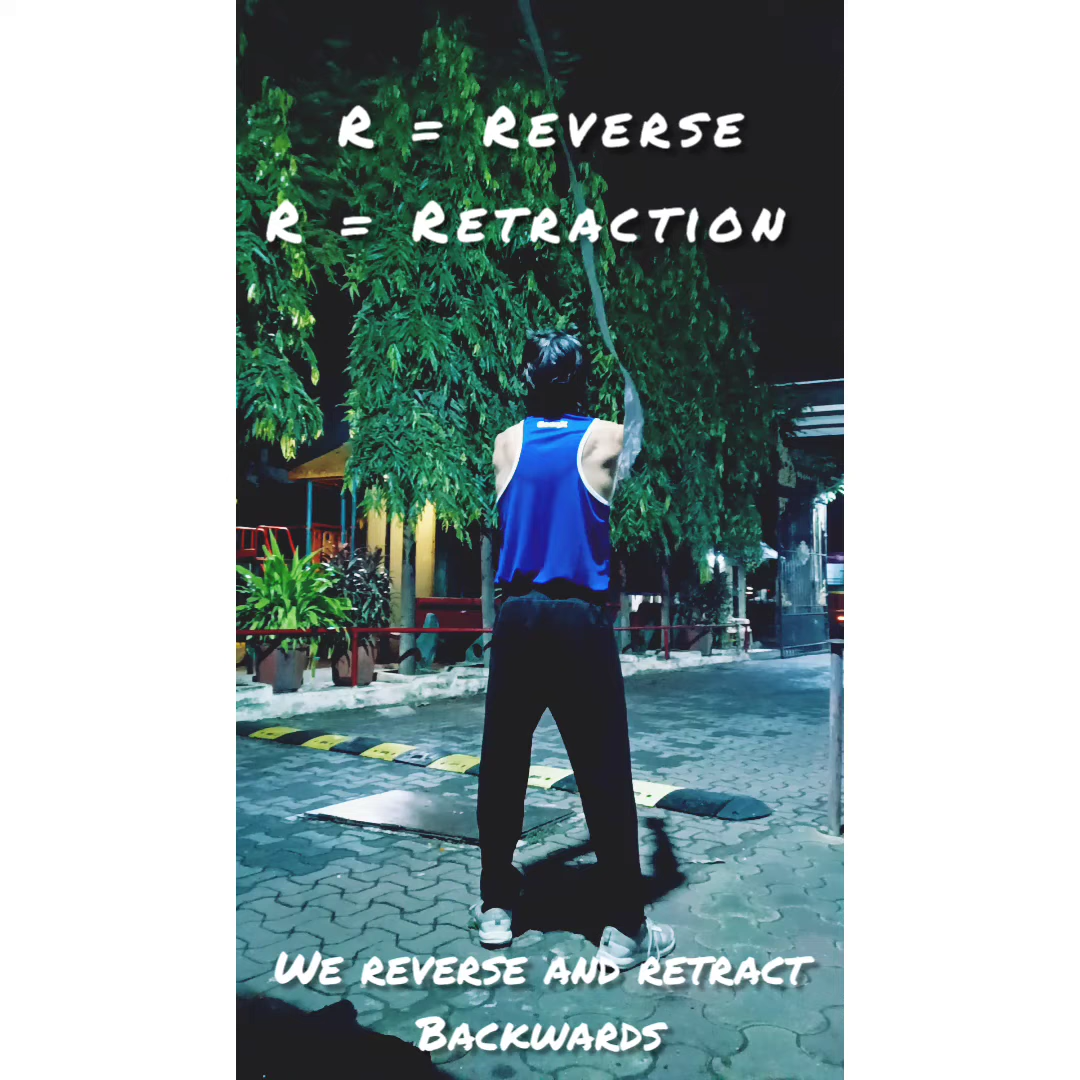 R = Reverse
R = Retraction
We reverse and retract
Backwards